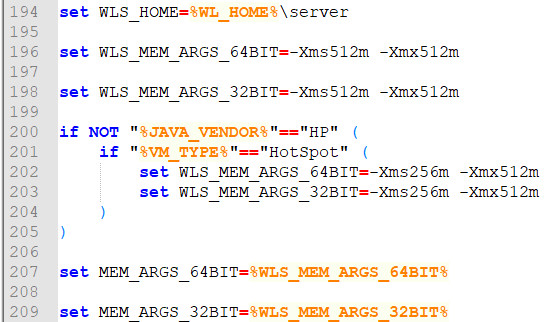 194 set WLS_HOME=%WL_HOME%\server
195
196 set WLS_MEM_ARGS_64BIT=-Xms512m -Xmx512m
197
198 set WLS_MEM_ARGS_32BIT=-Xms512m -Xmx512m
199
200 if NOT "%JAVA_VENDOR%"=="HP" (
201     if "%VM_TYPE%"=="HotSpot" (
202         set WLS_MEM_ARGS_64BIT=-Xms256m -Xmx512m
203         set WLS_MEM_ARGS_32BIT=-Xms256m -Xmx512m
204     )
205 )
206
207 set MEM_ARGS_64BIT=%WLS_MEM_ARGS_64BIT%
208
209 set MEM_ARGS_32BIT=%WLS_MEM_ARGS_32BIT%